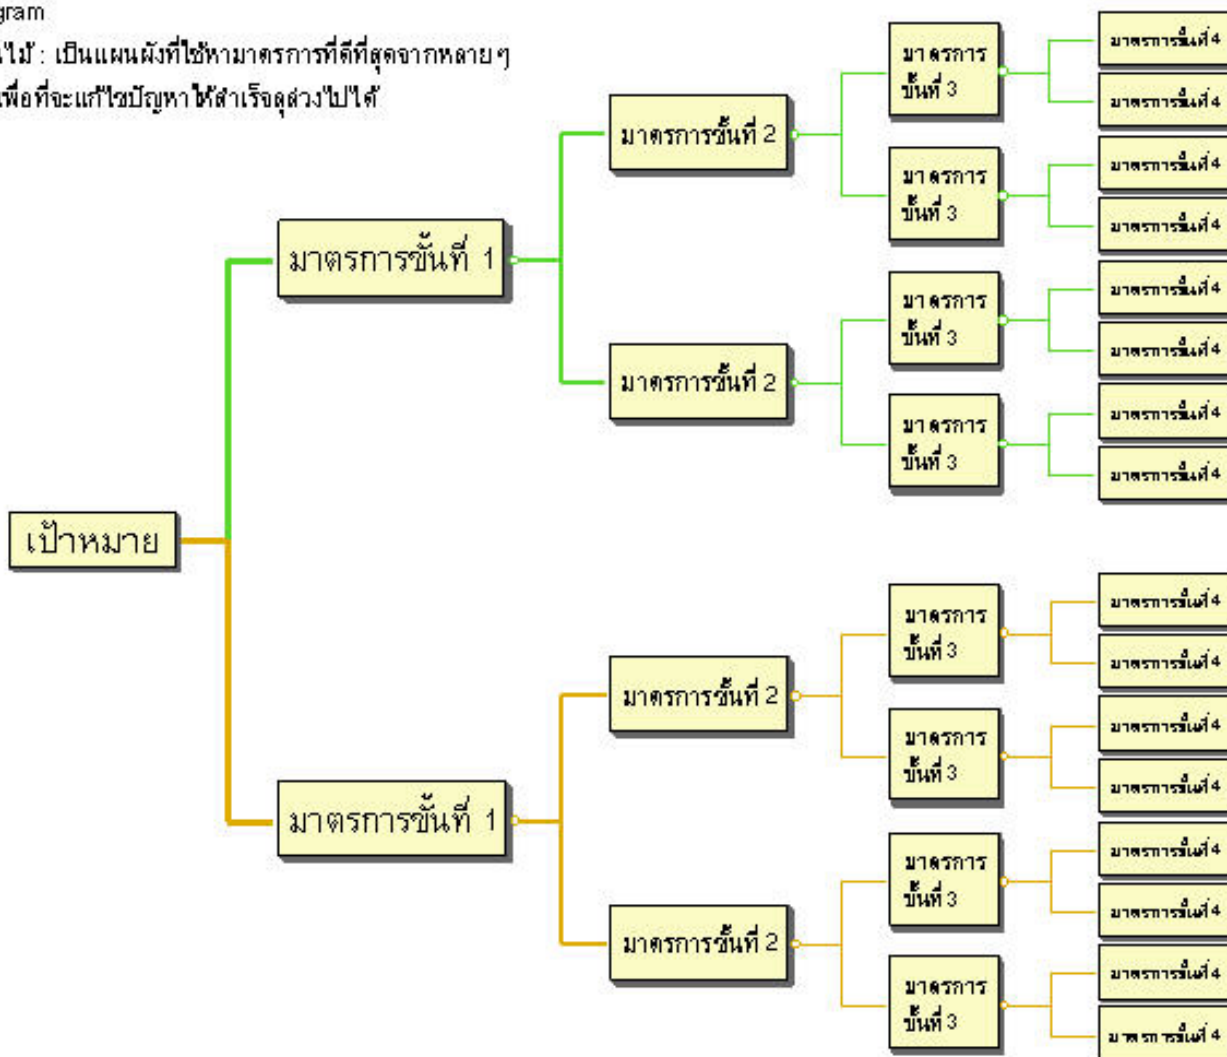 gram
นไม้ : เป็นแผนผังที่ใช้หามาตรการที่ดีที่สุดจากหลายๆ
เพื่อที่จะแก้ไขปัญหาให้สำเร็จลุล่วงไปได้
มาตรการขั้นที่ 4
มาตรการ
ขั้นที่ 3
มาตรการขั้นที่ 4
มาตรการขั้นที่ 2
มาตรการขั้นที่ 4
มาตรการ
ขั้นที่ 3
มาตรการขั้นที่ 4
มาตรการขั้นที่ 1
มาตรการขั้นที่ 4
มาตรการ
ขั้นที่ 3
มาตรการขั้นที่ 4
มาตรการขั้นที่ 2
มาตรการขั้นที่ 4
มาตรการ
ขั้นที่ 3
มาตรการขั้นที่ 4
เป้าหมาย
มาตรการขั้นที่ 4
มาตรการ
ขั้นที่ 3
มาตรการขั้นที่ 4
มาตรการขั้นที่ 2
มาตรการขั้นที่ 4
มาตรการ
ขั้นที่ 3
มาตรการขั้นที่ 4
มาตรการขั้นที่ 1
มาตรการขั้นที่ 4
มาตรการ
ขั้นที่ 3
มาตรการขั้นที่ 4
มาตรการขั้นที่ 2
มาตรการขั้นที่ 4
มาตรการ
ขั้นที่ 3
มาตรการขั้นที่ 4